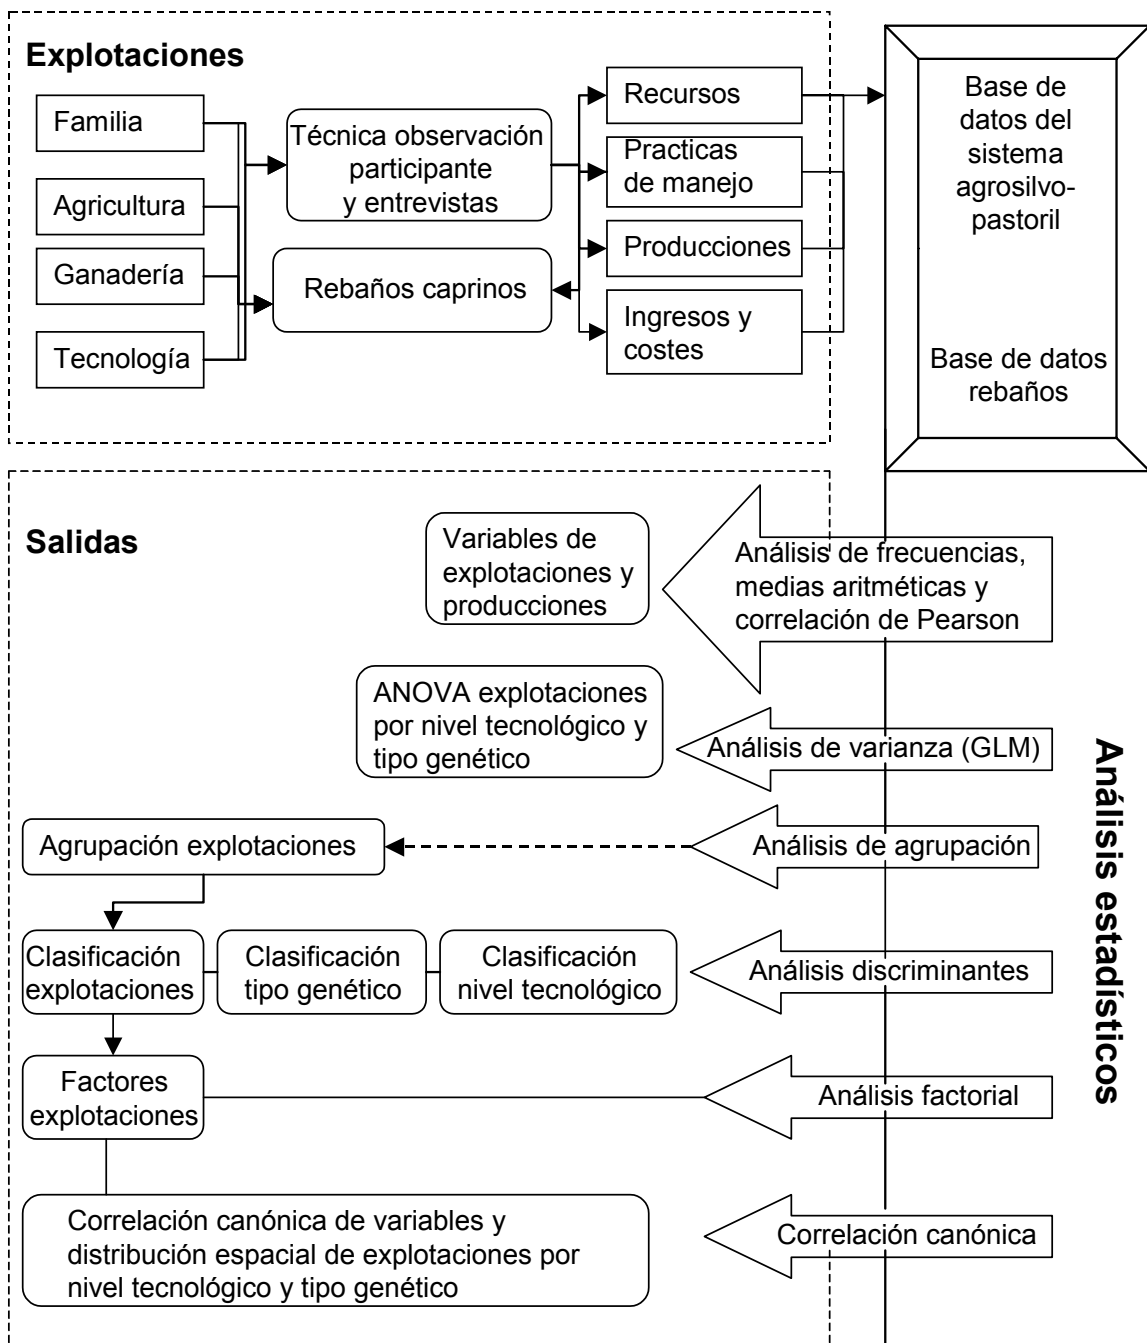 Explotaciones
Familia
Agricultura
Ganadería
Tecnología
Técnica observación
participante
y entrevistas
Rebaños caprinos
Recursos
Practicas
de manejo
Producciones
Ingresos y
costes
Base de
datos del
sistema
agrosilvo-
pastoril
Base de datos
rebaños
Salidas
Variables de
explotaciones y
producciones
Análisis de frecuencias,
medias aritméticas y
correlación de Pearson
ANOVA explotaciones
por nivel tecnológico y
tipo genético
Análisis de varianza (GLM)
Agrupación explotaciones
Análisis de agrupación
Clasificación
explotaciones
Clasificación
tipo genético
Clasificación
nivel tecnológico
Análisis discriminantes
Factores
explotaciones
Análisis factorial
Correlación canónica de variables y
distribución espacial de explotaciones por
nivel tecnológico y tipo genético
Correlación canónica
Análisis estadísticos